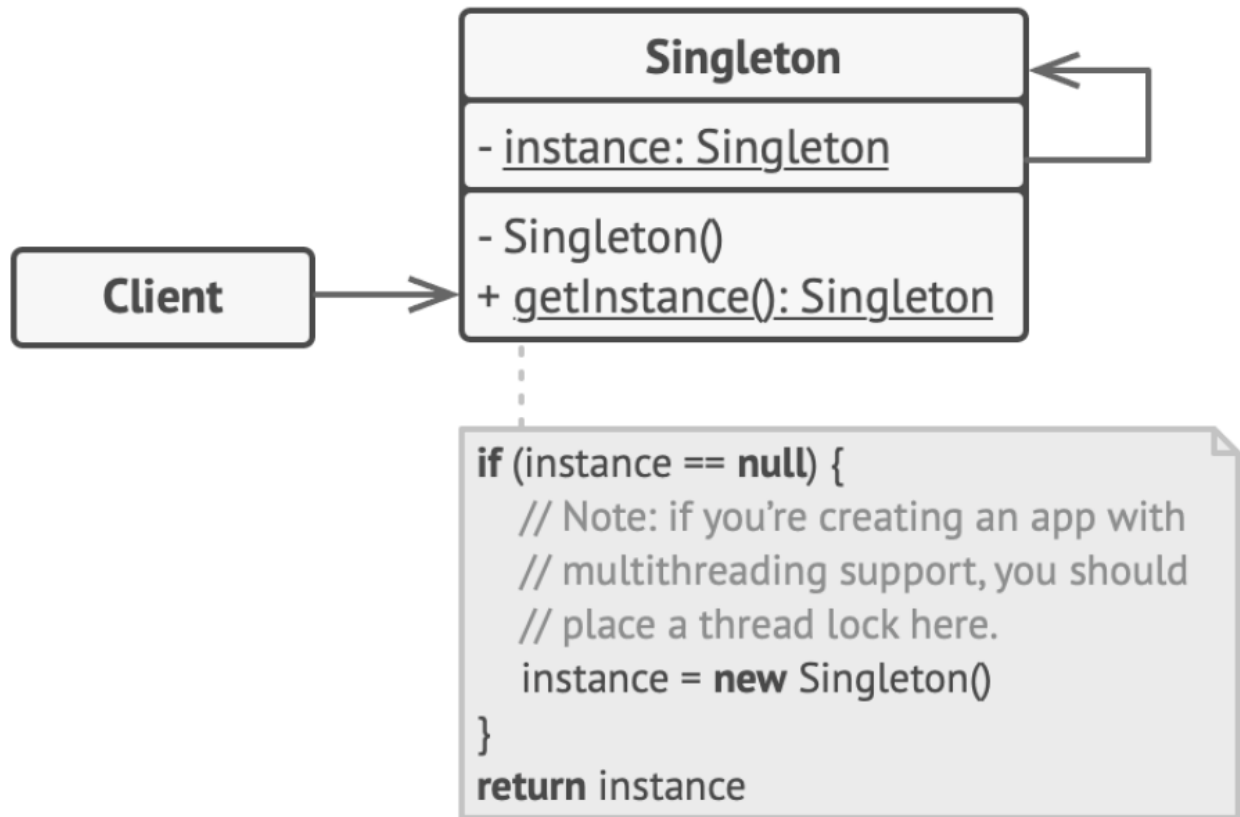 Singleton
- instance: Singleton
- Singleton()
+ getInstance(): Singleton
Client
if (instance == null) {
// Note: if you’re creating an app with
// multithreading support, you should
// place a thread lock here.
instance = new Singleton()
}
return instance